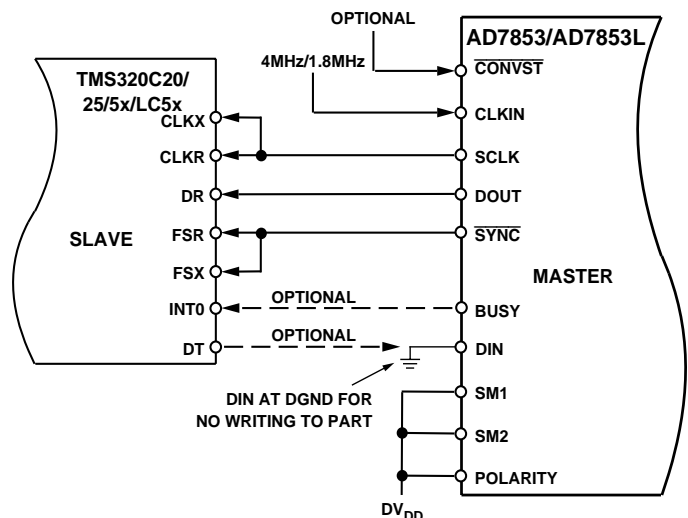 OPTIONAL
AD7853/AD7853L
4MHz/1.8MHz
CONVST
TMS320C20/
25/5x/LC5x
CLKX
CLKIN
CLKR
SCLK
DR
DOUT
FSR
SYNC
SLAVE
MASTER
FSX
INT0
OPTIONAL
BUSY
DT
OPTIONAL
DIN
DIN AT DGND FOR
NO WRITING TO PART
SM1
SM2
POLARITY
DVDD